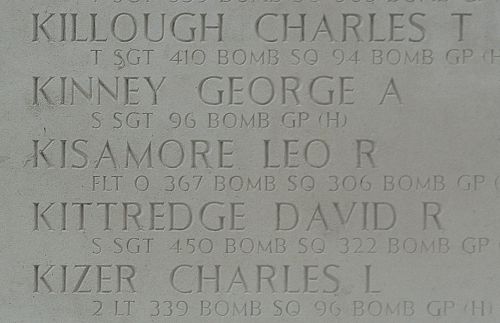 KILLOUGH CHARLES T
T SGT 410 BOMB SQ 94 BOMB GP (H
KINNEY GEORGE A
S SGT 96 BOMB GP (H)
KISAMORE LEO R
FLT O 367 BOMB SQ 306 BOMB GP (
KITTREDGE DAVID R
S SGT 450 BOMB SQ 322 BOMB GP
KIZER CHARLES L
2 LT 339 BOMB SQ 96 BOMB GP (H)